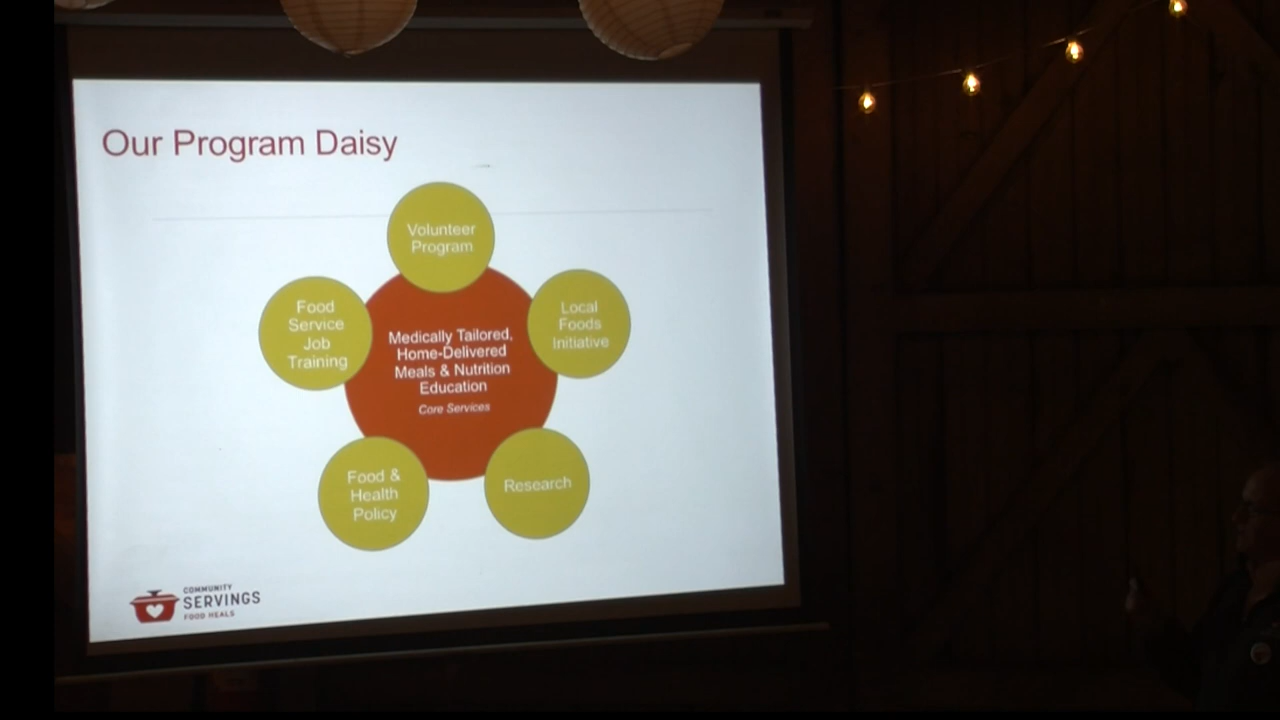 Our Program Daisy
Volunteer
Program
Food
Service
Job
Training
Local
Foods
Initiative
Medically Tailored,
Home-Delivered
Meals & Nutrition
Education
Core Services
Food &
Health
Policy
Research
COMMUNITY
SERVINGS
FOOD HEALS